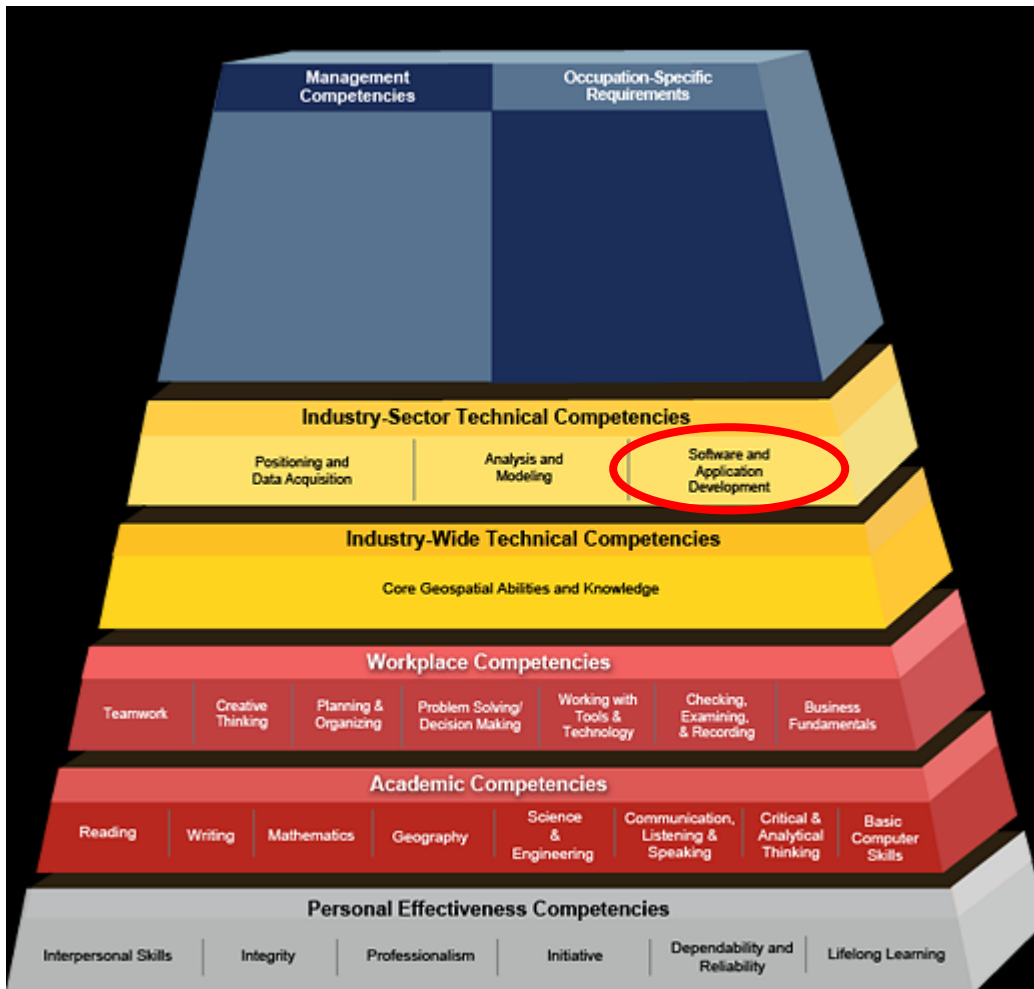 Management
Competencies
Occupation-Specific
Requirements
Industry-Sector Technical Competencies
Positioning and
Data Acquisition
Analysis and
Modeling
Software and
Application
Development
Industry-Wide Technical Competencies
Core Geospatial Abilities and Knowledge
Workplace Competencies
Teamwork
Creative
Thinking
Planning &
Organizing
Problem Solving/
Decision Making
Working with
Tools &
Technology
Checking,
Examining,
& Recording
Business
Fundamentals
Academic Competencies
Reading
Writing
Mathematics
Geography
Science
&
Engineering
Communication,
Listening &
Speaking
Critical &
Analytical
Thinking
Basic
Computer
Skills
Personal Effectiveness Competencies
Interpersonal Skills
Integrity
Professionalism
Initiative
Dependability and
Reliability
Lifelong Learning